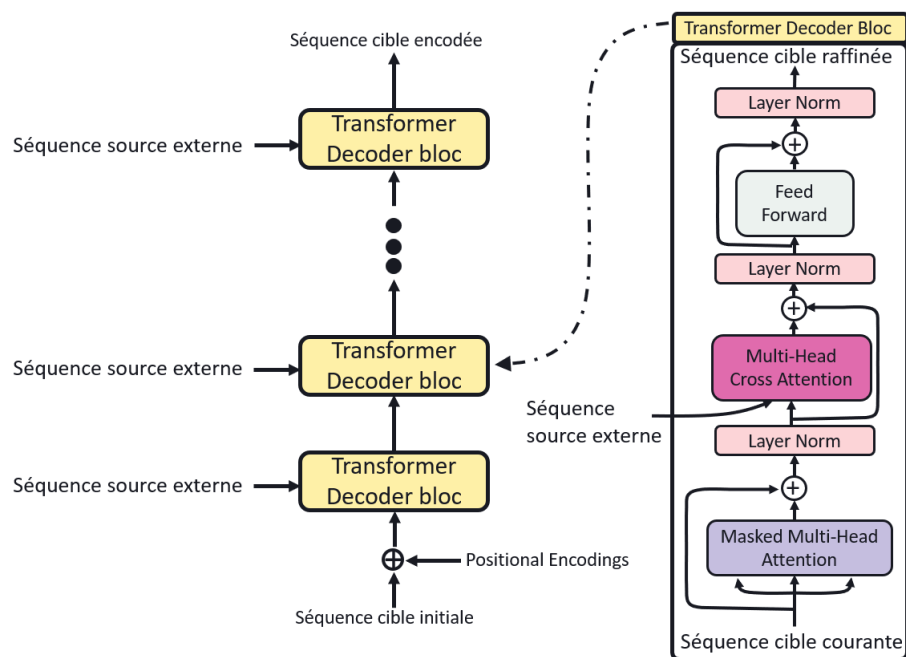 Séquence cible encodée
Transformer
Decoder bloc
Séquence source externe
Transformer
Decoder bloc
Séquence source externe
Transformer
Decoder bloc
Séquence source externe
Positional Encodings
Séquence cible initiale
Transformer Decoder Bloc
Séquence cible raffinée
Layer Norm
Feed
Forward
Layer Norm
Multi-Head
Cross Attention
Séquence
source externe
Layer Norm
Masked Multi-Head
Attention
Séquence cible courante